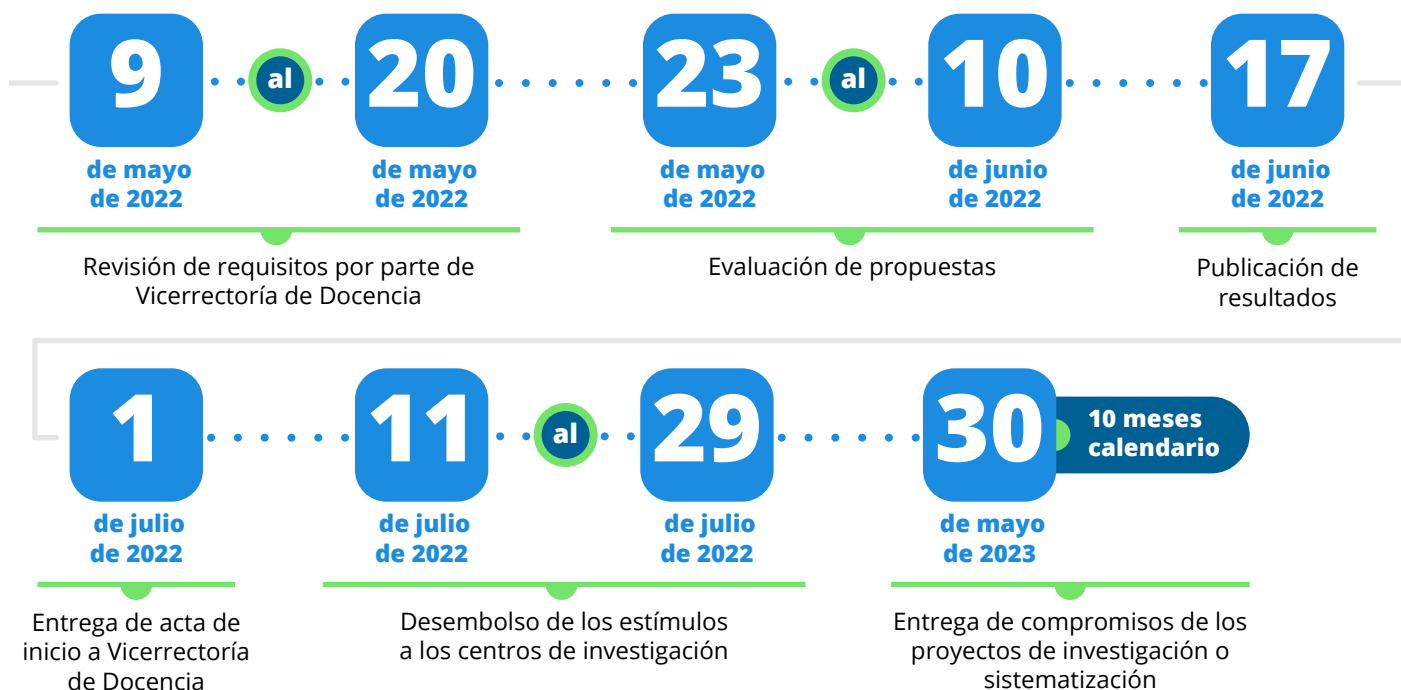 9 al 20 23 al 10 17
de mayo de mayo de mayo de junio de junio
de 2022 de 2022 de 2022 de 2022 de 2022
Revisión de requisitos por parte de
Vicerrectoría de Docencia
Evaluación de propuestas
Publicación de
resultados
1 11 al 29 30
10 meses
calendario
de julio de julio de julio de mayo
de 2022 de 2022 de 2022 de 2023
Entrega de acta de
inicio a Vicerrectoría
de Docencia
Desembolso de los estímulos
a los centros de investigación
Entrega de compromisos de los
proyectos de investigación o
sistematización